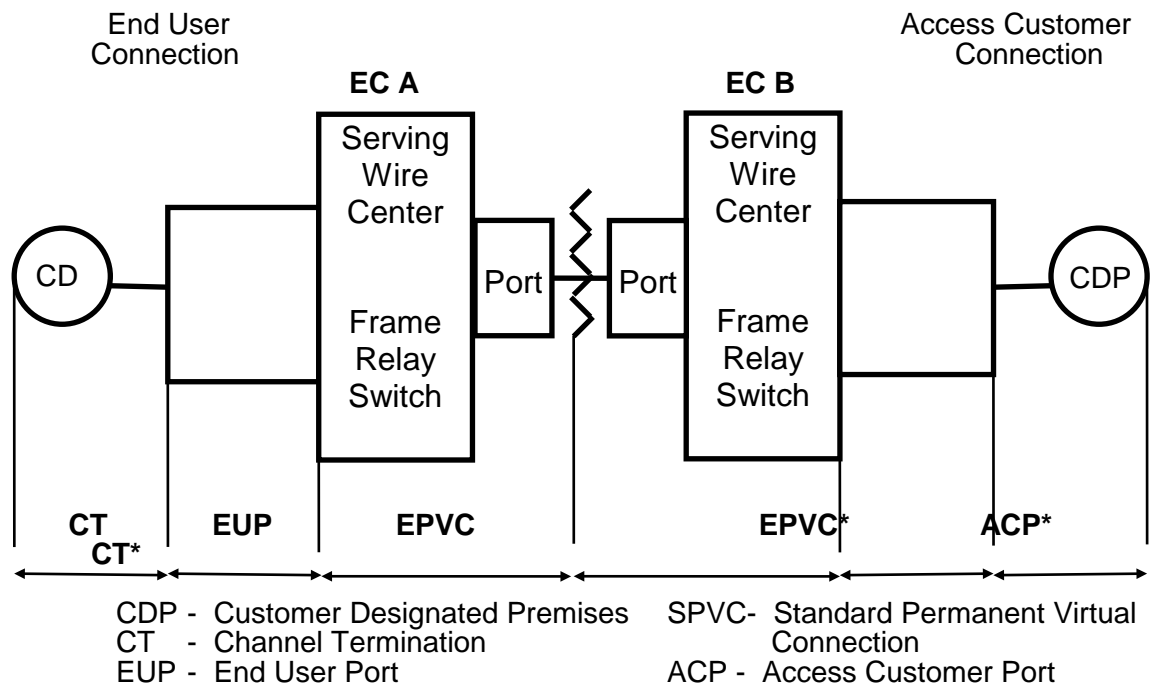 End User
Connection
Access Customer
Connection
EC A
EC B
Serving
Wire
Center
Frame
Relay
Switch
Serving
Wire
Center
Frame
Relay
Switch
CD
Port
Port
CDP
CT
CT*
EUP
EPVC
EPVC*
ACP*
CDP - Customer Designated Premises
CT - Channel Termination
EUP - End User Port
SPVC- Standard Permanent Virtual
Connection
ACP - Access Customer Port